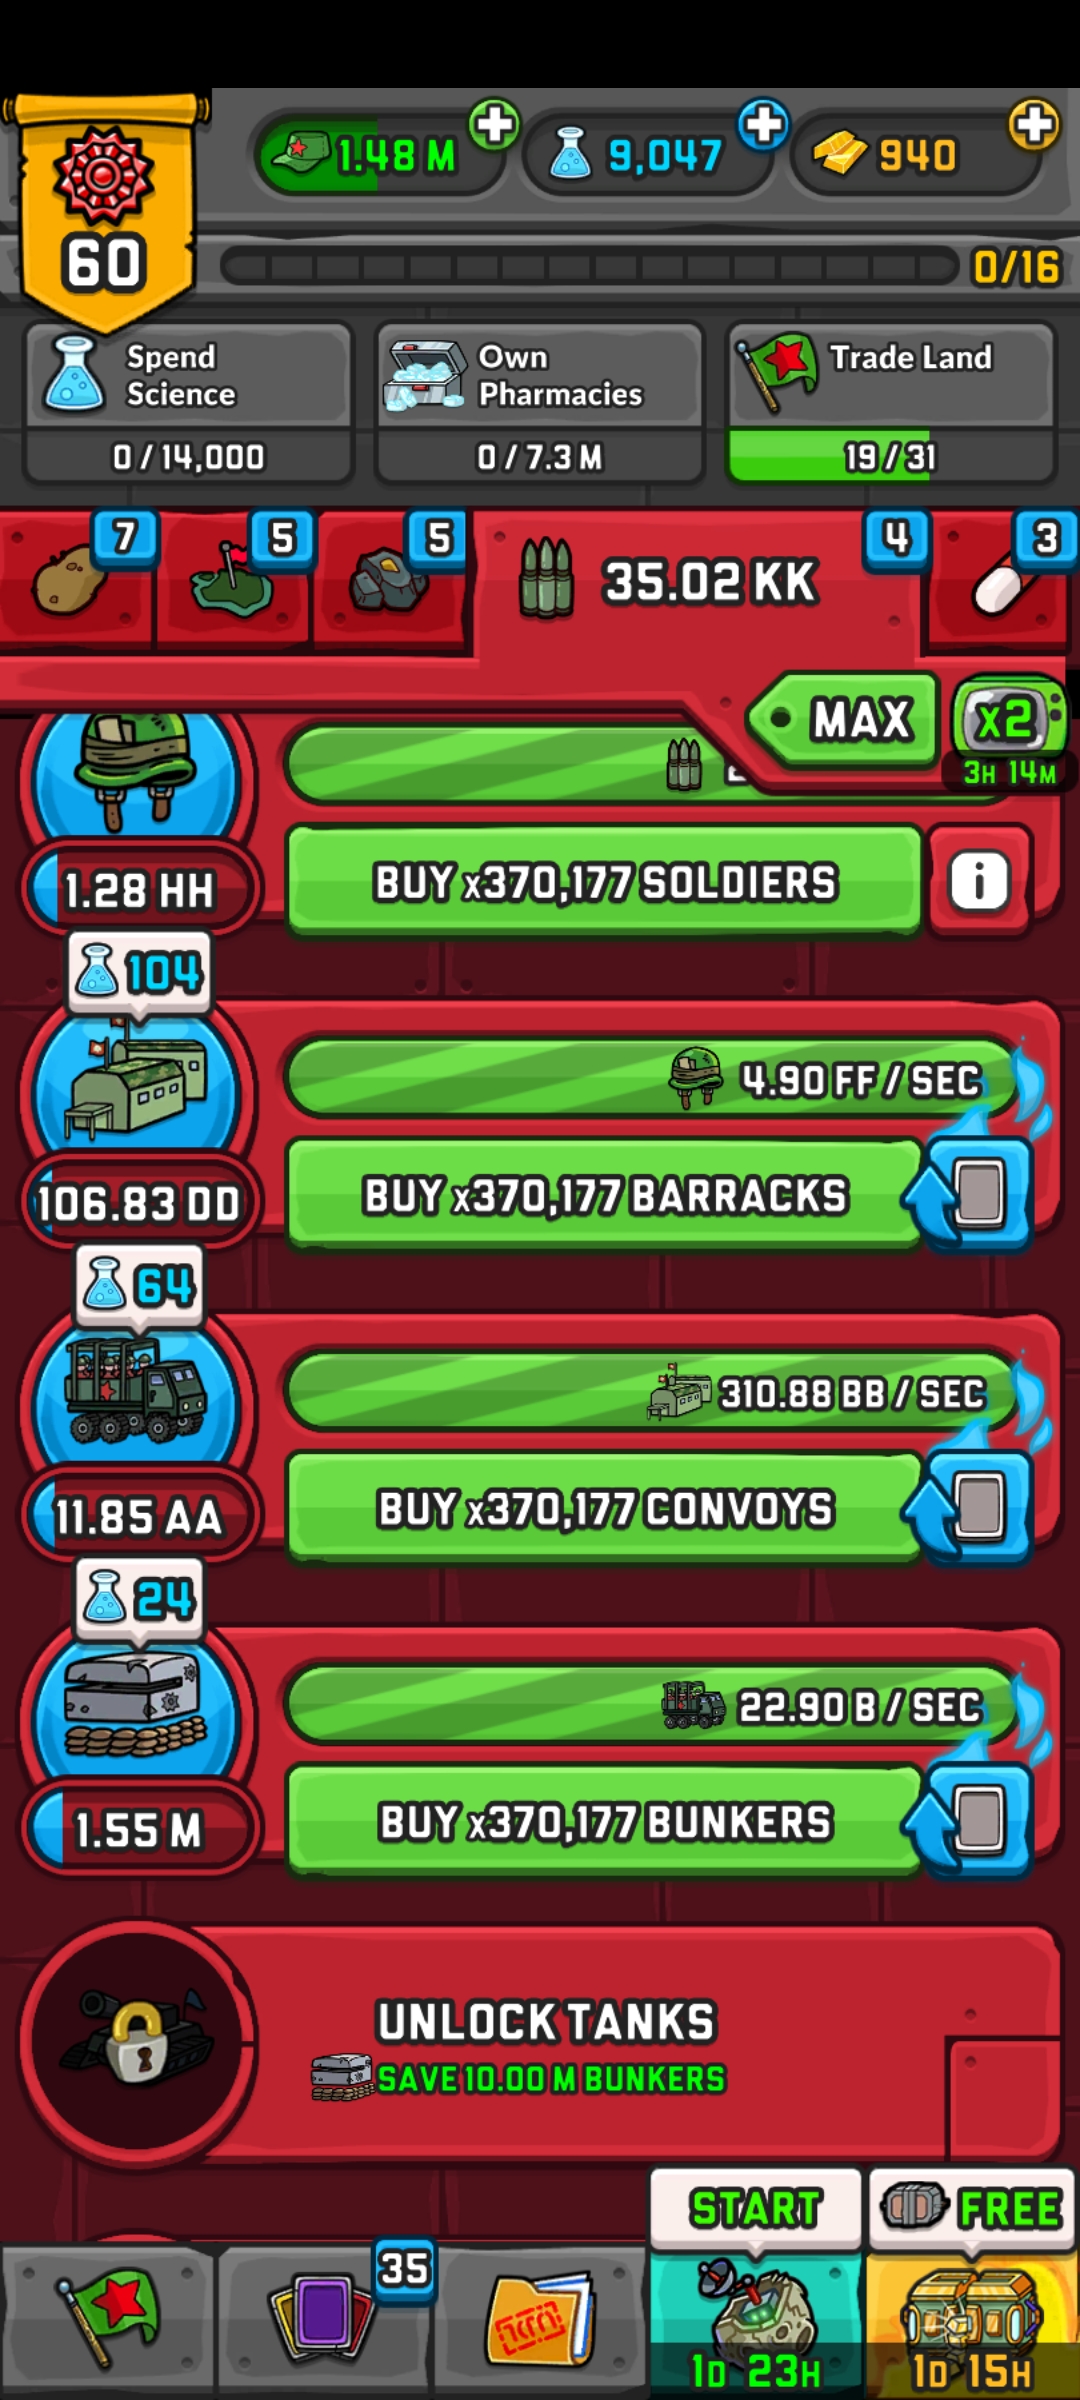 1.48 M
9,047
940
60
0/16
Spend
Science
Own
Pharmacies
Trade Land
0 / 14,000
0 / 7.3 M
19 / 31
7
5
5
35.02 KK
4
3
MAX
x2
3H 14M
1.28 HH
BUY x370,177 SOLDIERS
i
104
4.90 FF / SEC
106.83 DD
BUY x370,177 BARRACKS
64
310.88 BB / SEC
11.85 AA
BUY x370,177 CONVOYS
24
22.90 B / SEC
1.55 M
BUY x370,177 BUNKERS
UNLOCK TANKS
SAVE 10.00 M BUNKERS
START
FREE
35
1D 23H
1D 15H